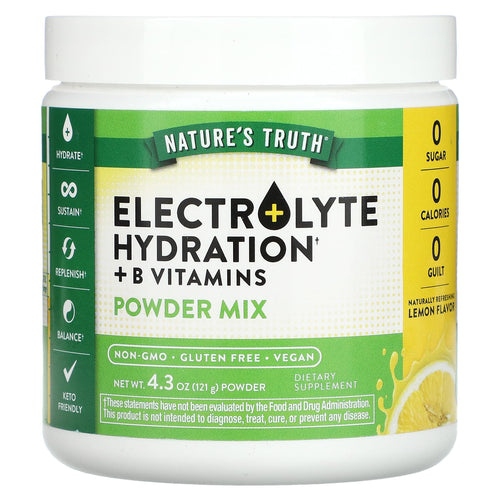 NATURE'S TRUTH®
ELECTROLYTE
HYDRATION†
+ B VITAMINS
POWDER MIX
NON-GMO • GLUTEN FREE • VEGAN
NET WT. 4.3 OZ (121 g) POWDER
DIETARY
SUPPLEMENT
†These statements have not been evaluated by the Food and Drug Administration.
This product is not intended to diagnose, treat, cure, or prevent any disease.
HYDRATE†
SUSTAIN†
REPLENISH†
BALANCE†
KETO
FRIENDLY
0
SUGAR
0
CALORIES
0
GUILT
NATURALLY REFRESHING
LEMON FLAVOR